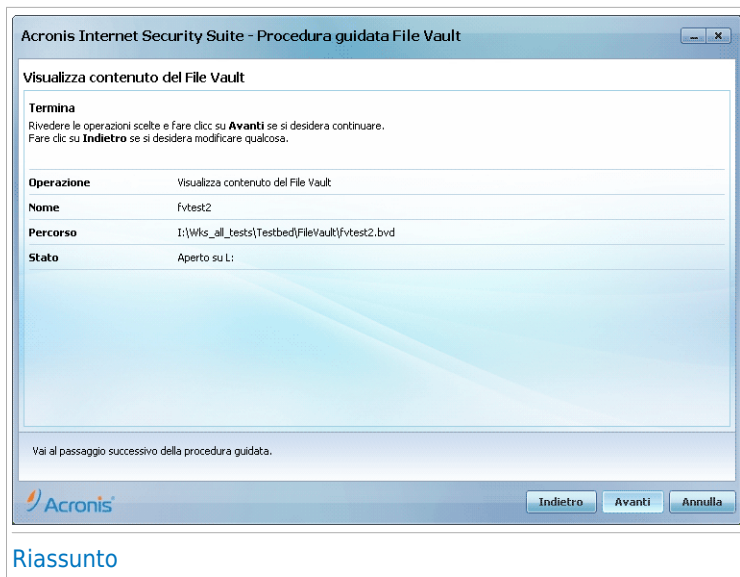 Acronis Internet Security Suite - Procedura guidata File Vault
Visualizza contenuto del File Vault
Termina
Rivedere le operazioni scelte e fare clicc su Avanti se si desidera continuare.
Fare clic su Indietro se si desidera modificare qualcosa.
Operazione Visualizza contenuto del File Vault
Nome fvtest2
Percorso I:\Wks_all_tests\Testbed\FileVault\fvtest2.bvd
Stato Aperto su L:
Vai al passaggio successivo della procedura guidata.
Acronis
Indietro Avanti Annulla
Riassunto